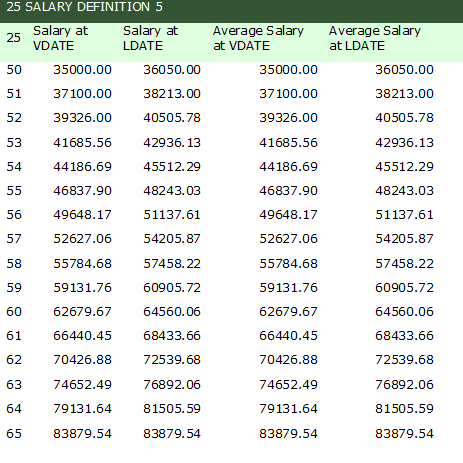 25 SALARY DEFINITION 5
25 Salary at VDATE Salary at LDATE Average Salary at VDATE Average Salary at LDATE
50 35000.00 36050.00 35000.00 36050.00
51 37100.00 38213.00 37100.00 38213.00
52 39326.00 40505.78 39326.00 40505.78
53 41685.56 42936.13 41685.56 42936.13
54 44186.69 45512.29 44186.69 45512.29
55 46837.90 48243.03 46837.90 48243.03
56 49648.17 51137.61 49648.17 51137.61
57 52627.06 54205.87 52627.06 54205.87
58 55784.68 57458.22 55784.68 57458.22
59 59131.76 60905.72 59131.76 60905.72
60 62679.67 64560.06 62679.67 64560.06
61 66440.45 68433.66 66440.45 68433.66
62 70426.88 72539.68 70426.88 72539.68
63 74652.49 76892.06 74652.49 76892.06
64 79131.64 81505.59 79131.64 81505.59
65 83879.54 83879.54 83879.54 83879.54